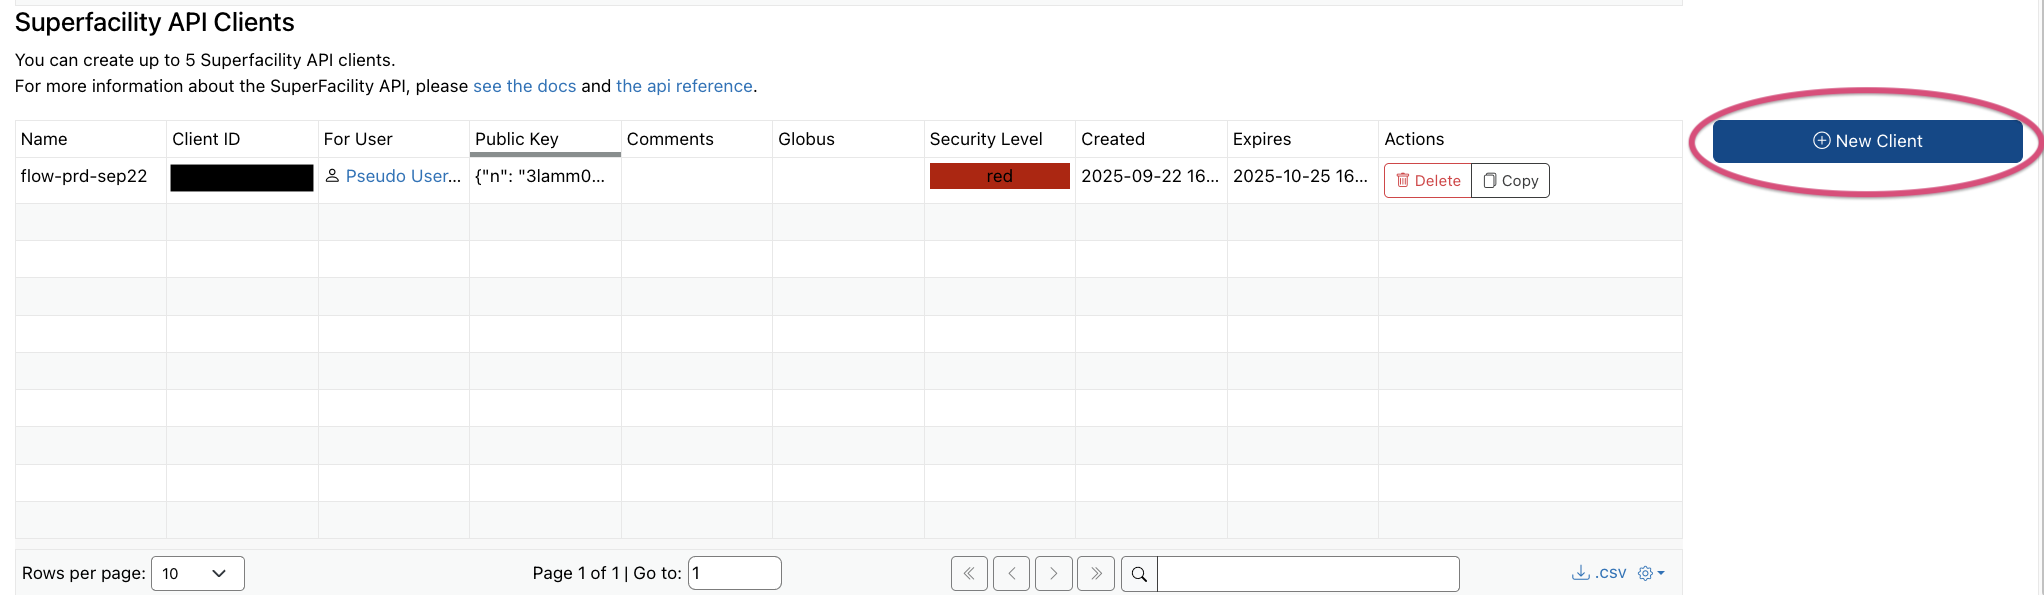 Superfacility API Clients
You can create up to 5 Superfacility API clients.
For more information about the SuperFacility API, please see the docs and the api reference.
Name Client ID For User Public Key Comments Globus Security Level Created Expires Actions
New Client
flow-prd-sep22 Pseudo User... {"n": "3lamm0... red 2025-09-22 16... 2025-10-25 16... Delete Copy
Rows per page: 10 Page 1 of 1 | Go to: 1 .csv